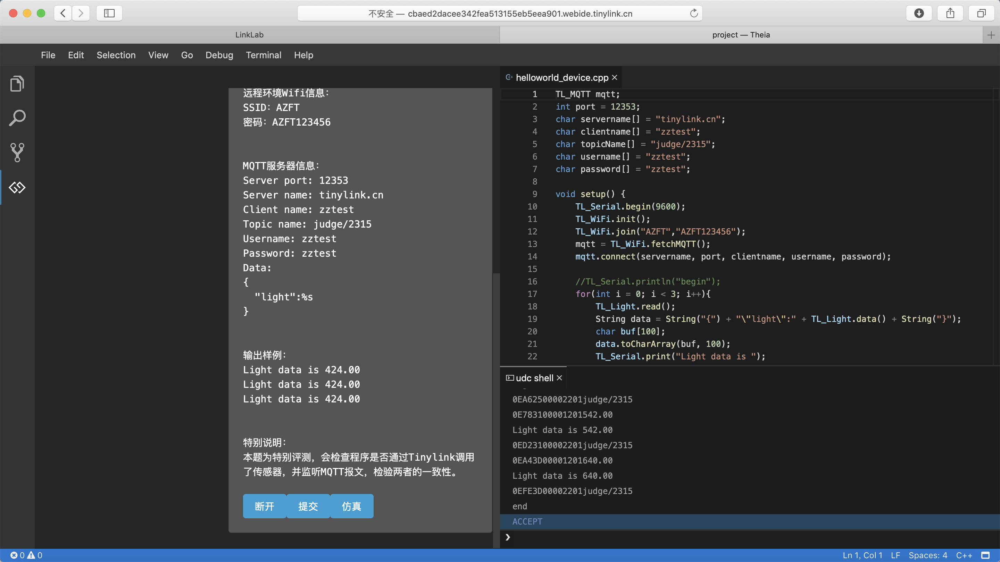 不安全 — cbaed2dacee342fea513155eb5eea901.webide.tinylink.cn
LinkLab
project — Theia
File Edit Selection View Go Debug Terminal Help
远程环境Wifi信息：
SSID：AZFT
密码：AZFT123456
MQTT服务器信息：
Server port: 12353
Server name: tinylink.cn
Client name: zztest
Topic name: judge/2315
Username: zztest
Password: zztest
Data:
{
"light":%s
}
输出样例：
Light data is 424.00
Light data is 424.00
Light data is 424.00
特别说明：
本题为特别评测，会检查程序是否通过Tinylink调用
了传感器，并监听MQTT报文，检验两者的一致性。
断开 提交 仿真
helloworld_device.cpp
1 TL_MQTT mqtt;
2 int port = 12353;
3 char servername[] = "tinylink.cn";
4 char clientname[] = "zztest";
5 char topicName[] = "judge/2315";
6 char username[] = "zztest";
7 char password[] = "zztest";
8
9 void setup() {
10 TL_Serial.begin(9600);
11 TL_WiFi.init();
12 TL_WiFi.join("AZFT","AZFT123456");
13 mqtt = TL_WiFi.fetchMQTT();
14 mqtt.connect(servername, port, clientname, username, password);
15
16 //TL_Serial.println("begin");
17 for(int i = 0; i < 3; i++){
18 TL_Light.read();
19 String data = String("{") + "\"light\":" + TL_Light.data() + String("}");
20 char buf[100];
21 data.toCharArray(buf, 100);
22 TL_Serial.print("Light data is ");
udc shell
0EA62500002201judge/2315
0E783100001201542.00
Light data is 542.00
0ED23100002201judge/2315
0EA43D00001201640.00
Light data is 640.00
0EFE3D00002201judge/2315
end
ACCEPT
❯
0 0
Ln 1, Col 1 LF Spaces: 4 C++